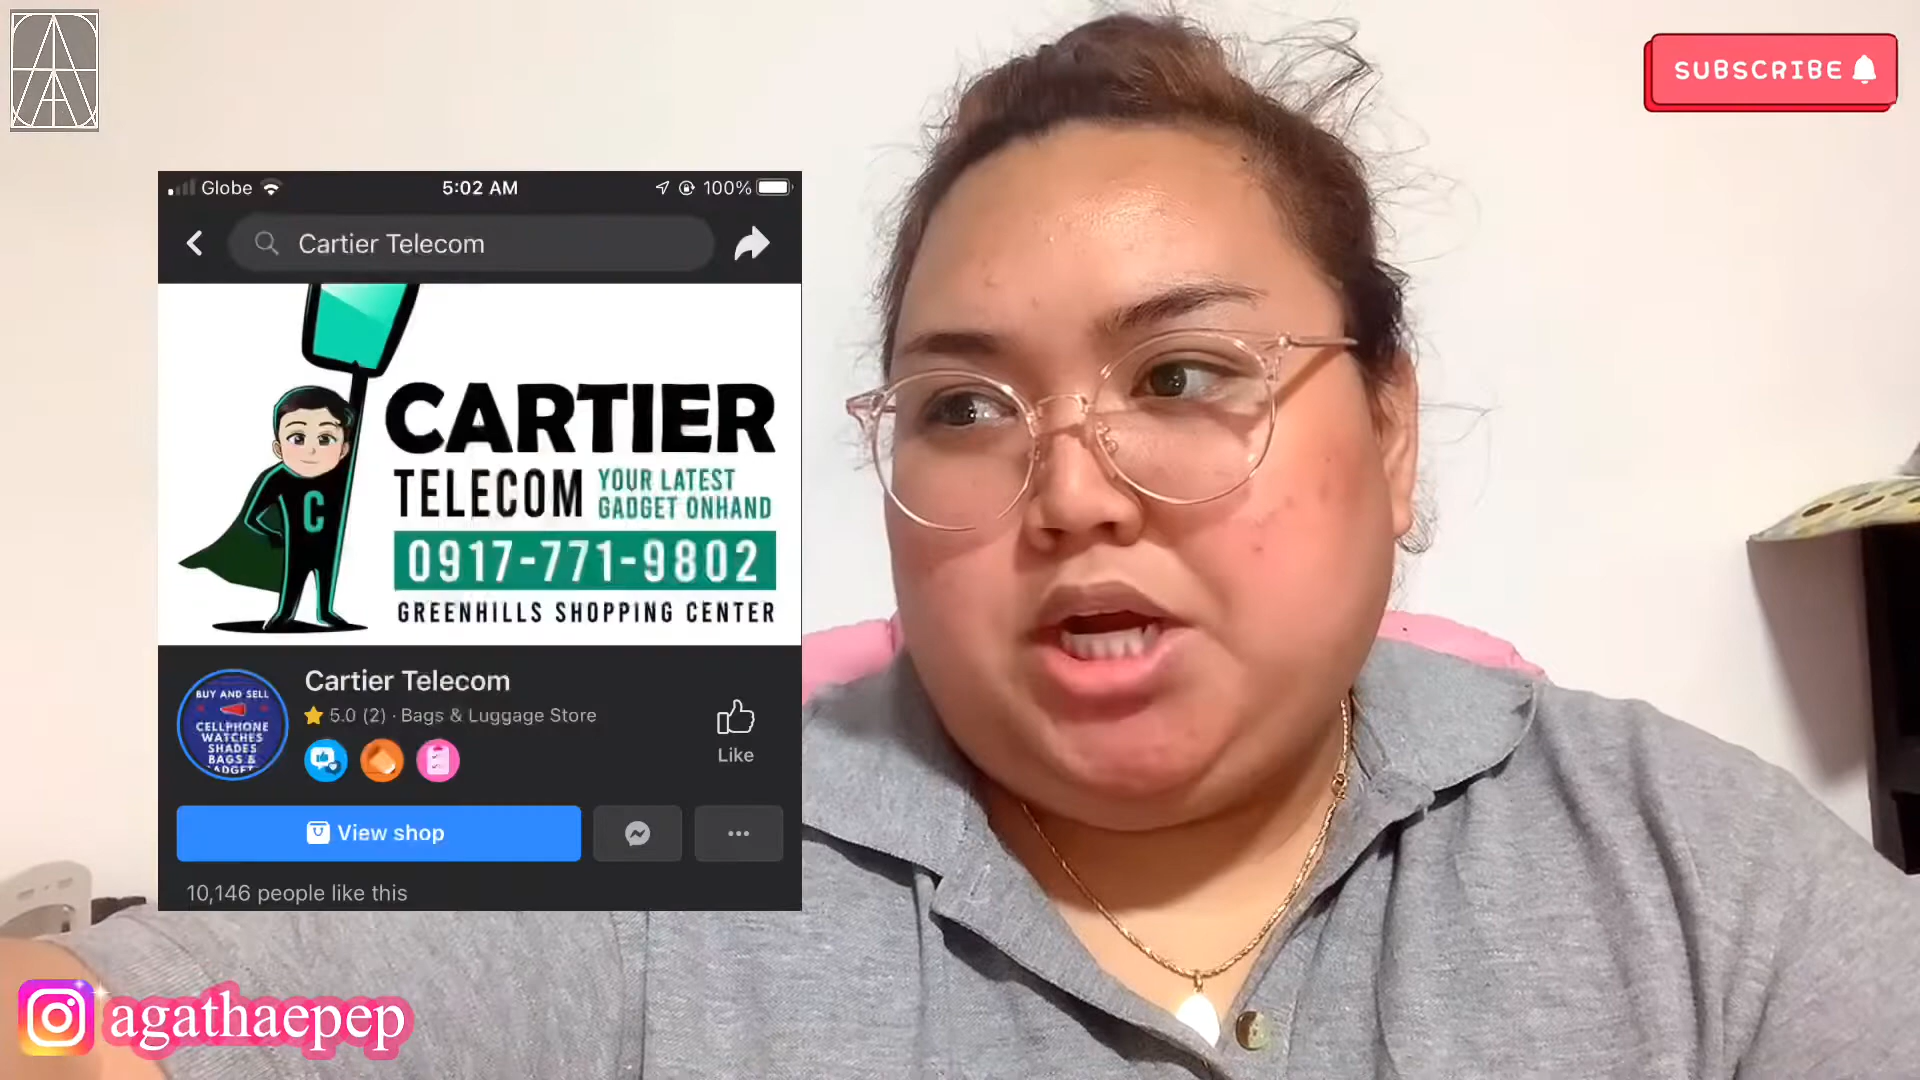 SUBSCRIBE
Globe 5:02 AM 100%
Cartier Telecom
CARTIER
TELECOM YOUR LATEST
GADGET ONHAND
0917-771-9802
GREENHILLS SHOPPING CENTER
C
BUY AND SELL
CELLPHONE
WATCHES
SHADES
BAGS &
Cartier Telecom
5.0 (2) · Bags & Luggage Store
Like
View shop
10,146 people like this
agathaepep